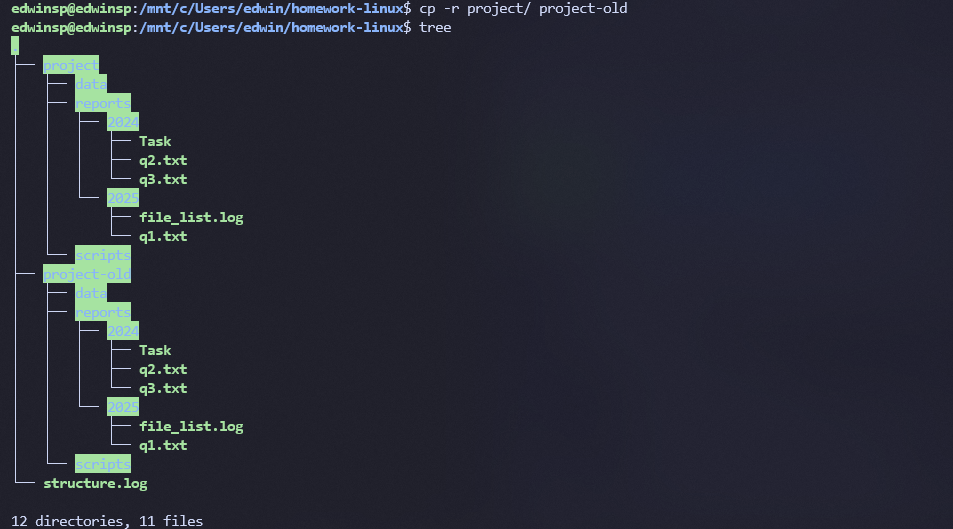 edwinsp@edwinsp:/mnt/c/Users/edwin/homework-linux$ cp -r project/ project-old
edwinsp@edwinsp:/mnt/c/Users/edwin/homework-linux$ tree
.
├── project
│   ├── data
│   ├── reports
│   │   ├── 2024
│   │   │   ├── Task
│   │   │   ├── q2.txt
│   │   │   └── q3.txt
│   │   └── 2025
│   │       ├── file_list.log
│   │       └── q1.txt
│   └── scripts
├── project-old
│   ├── data
│   ├── reports
│   │   ├── 2024
│   │   │   ├── Task
│   │   │   ├── q2.txt
│   │   │   └── q3.txt
│   │   └── 2025
│   │       ├── file_list.log
│   │       └── q1.txt
│   └── scripts
└── structure.log
12 directories, 11 files